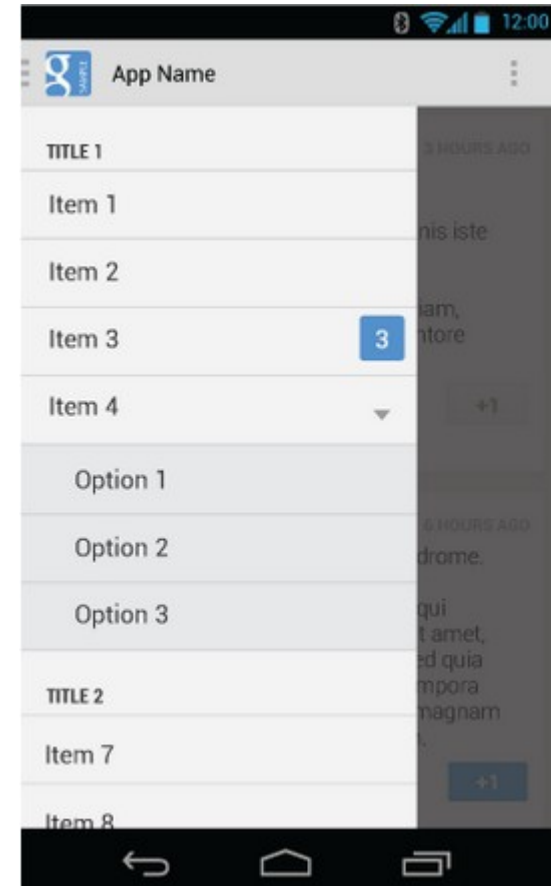 12:00
g SAMPLE
App Name
TITLE 1
Item 1
Item 2
Item 3
3
Item 4
Option 1
Option 2
Option 3
TITLE 2
Item 7
Item 8
3 HOURS AGO
nis iste
iam,
ntore
+1
6 HOURS AGO
drome.
qui
t amet,
ed quia
mpora
magnam
+1